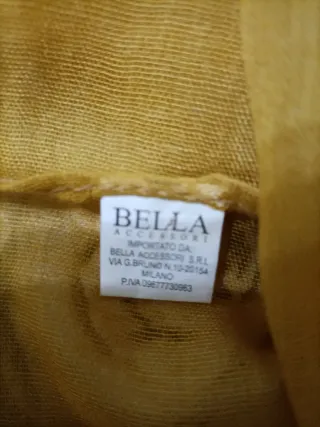 BELLA
ACCESSORI
IMPORTATO DA:
BELLA ACCESSORI S.R.L
VIA G.BRUNO N.10-20154
MILANO
P.IVA 09677730963